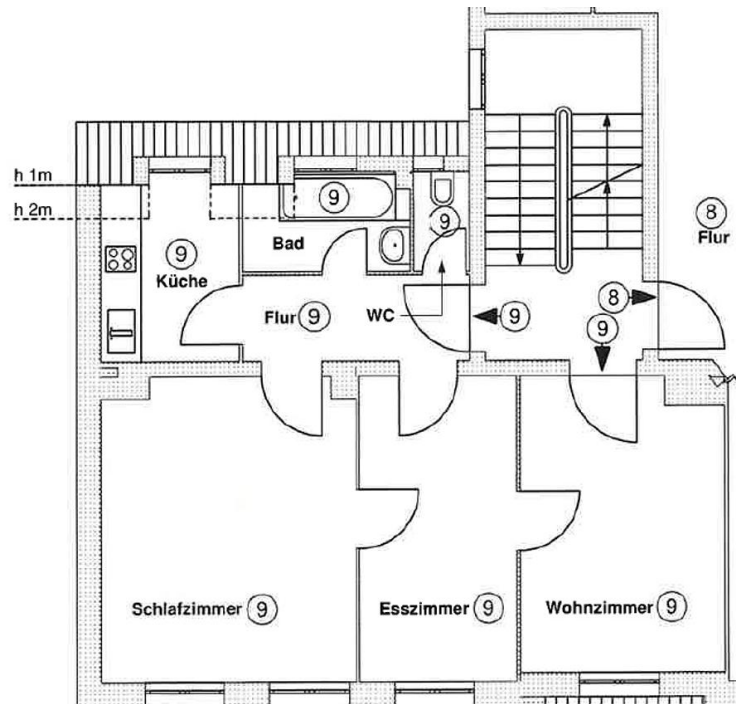 h 1m
h 2m
9
Bad
9
9
Küche
8
Flur
Flur 9
WC
9
8
9
Schlafzimmer 9
Esszimmer 9
Wohnzimmer 9